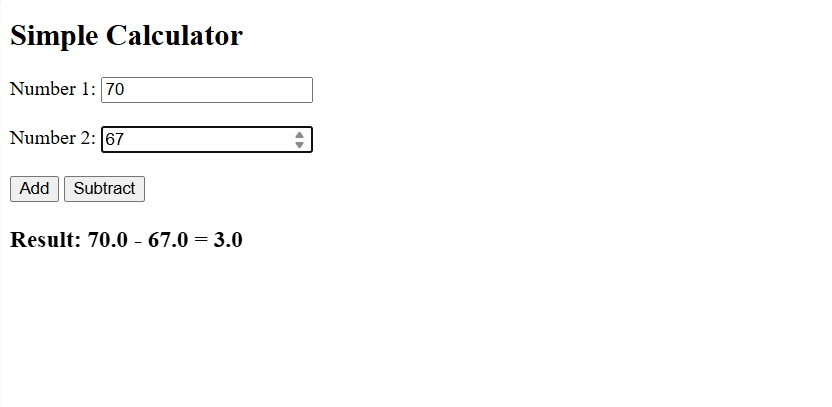 Simple Calculator
Number 1: 70
Number 2: 67
Add Subtract
Result: 70.0 - 67.0 = 3.0